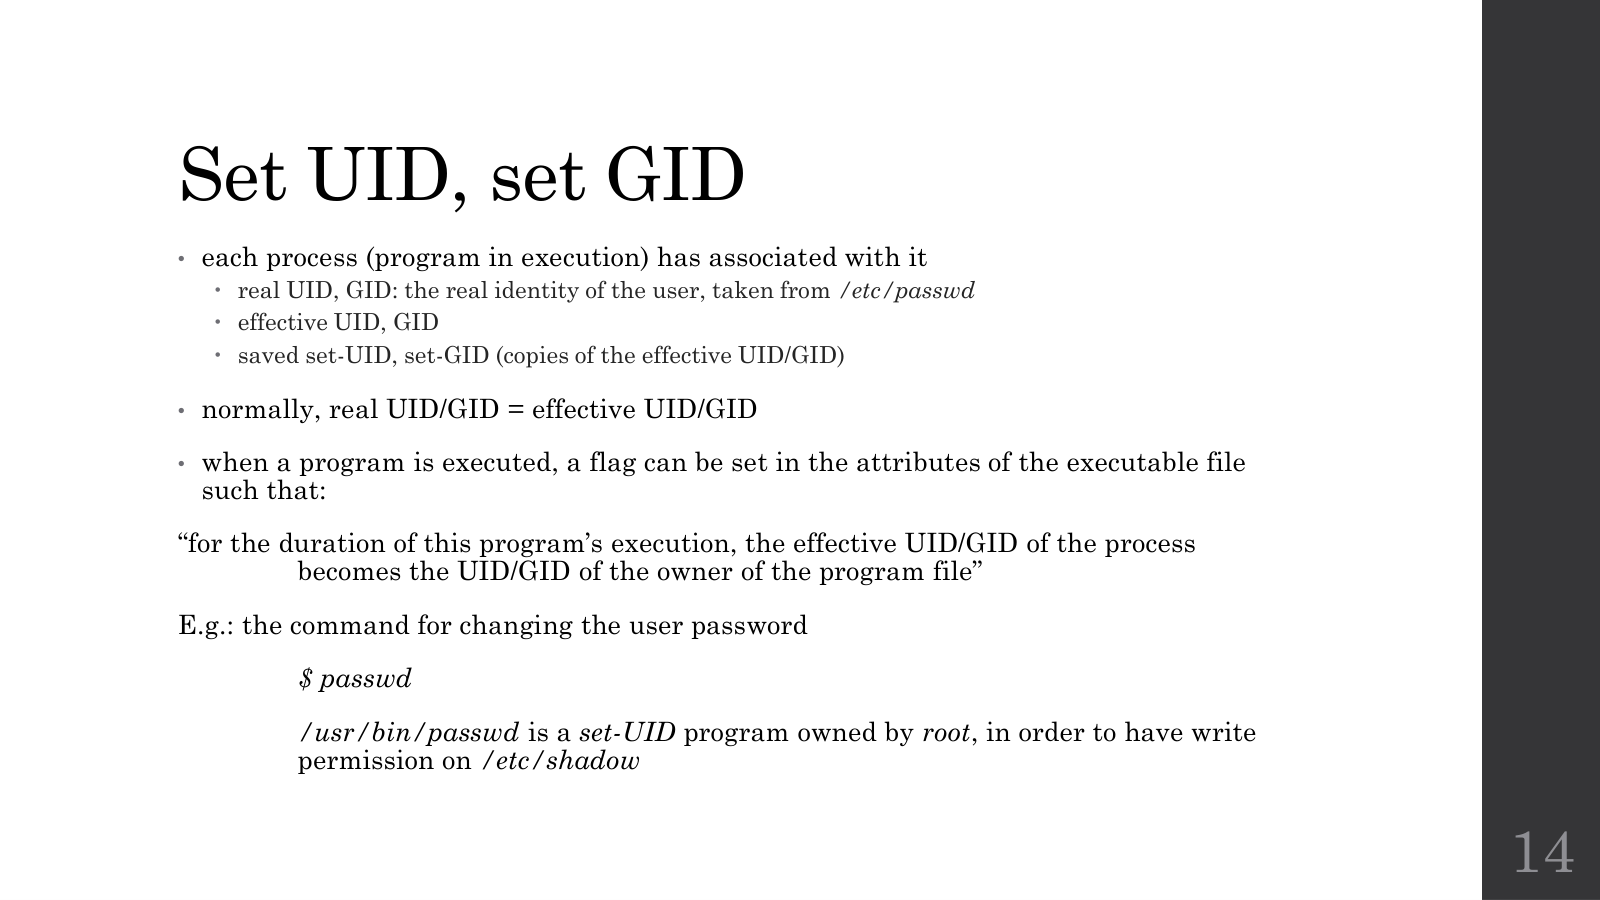 Set UID, set GID
• each process (program in execution) has associated with it
• real UID, GID: the real identity of the user, taken from /etc/passwd
• effective UID, GID
• saved set-UID, set-GID (copies of the effective UID/GID)
• normally, real UID/GID = effective UID/GID
• when a program is executed, a flag can be set in the attributes of the executable file
such that:
“for the duration of this program’s execution, the effective UID/GID of the process
becomes the UID/GID of the owner of the program file”
E.g.: the command for changing the user password
$ passwd
/usr/bin/passwd is a set-UID program owned by root, in order to have write
permission on /etc/shadow
14